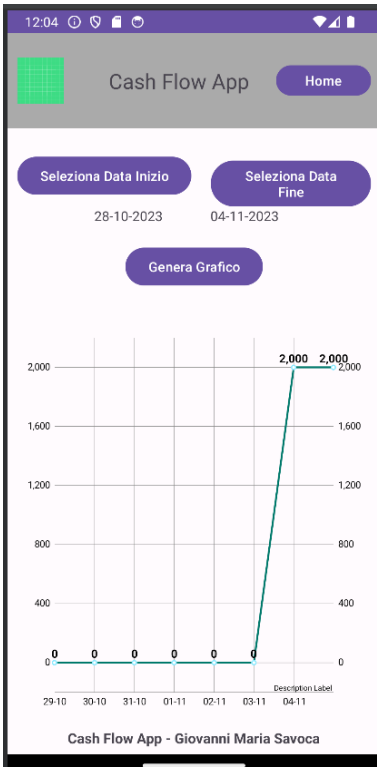 12:04
Cash Flow App
Home
Seleziona Data Inizio
Seleziona Data
Fine
28-10-2023
04-11-2023
Genera Grafico
2,000 2,000
2,000 2,000
1,600 1,600
1,200 1,200
800 800
400 400
0 0 0 0 0 0
0 0
Description Label
29-10 30-10 31-10 01-11 02-11 03-11 04-11
Cash Flow App - Giovanni Maria Savoca